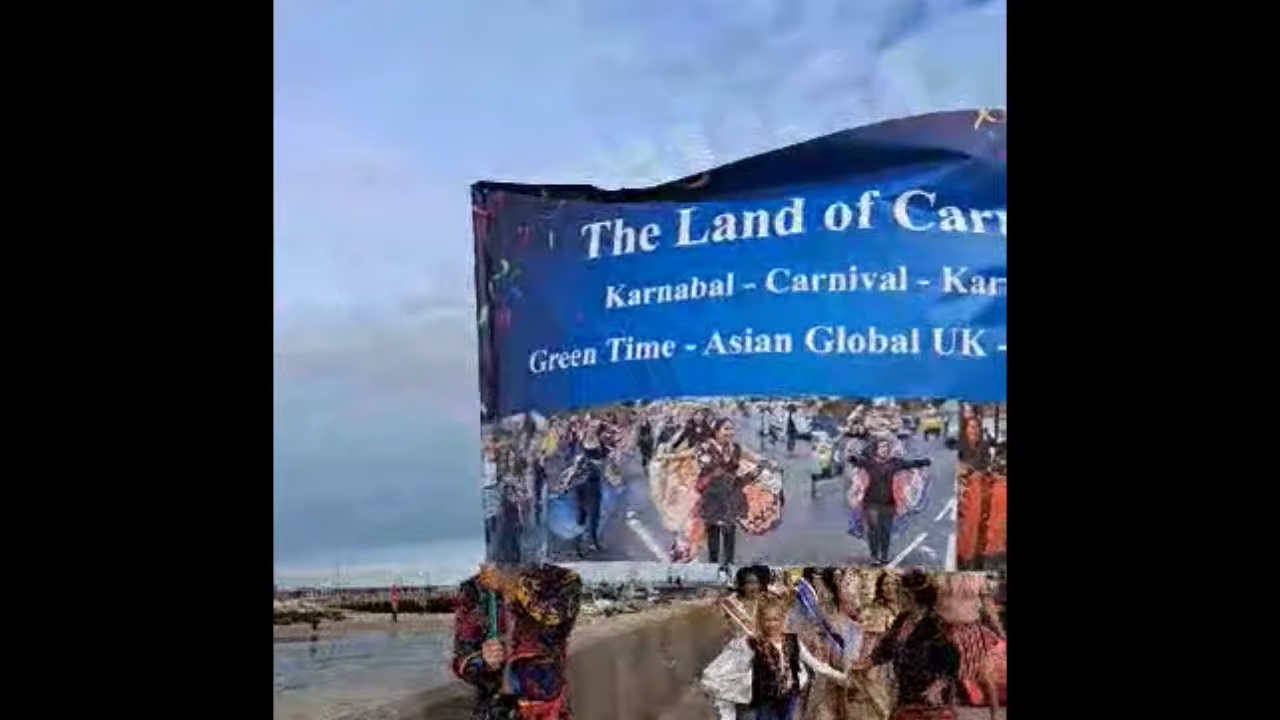 The Land of Car
Karnabal - Carnival - Kar
Green Time - Asian Global UK -